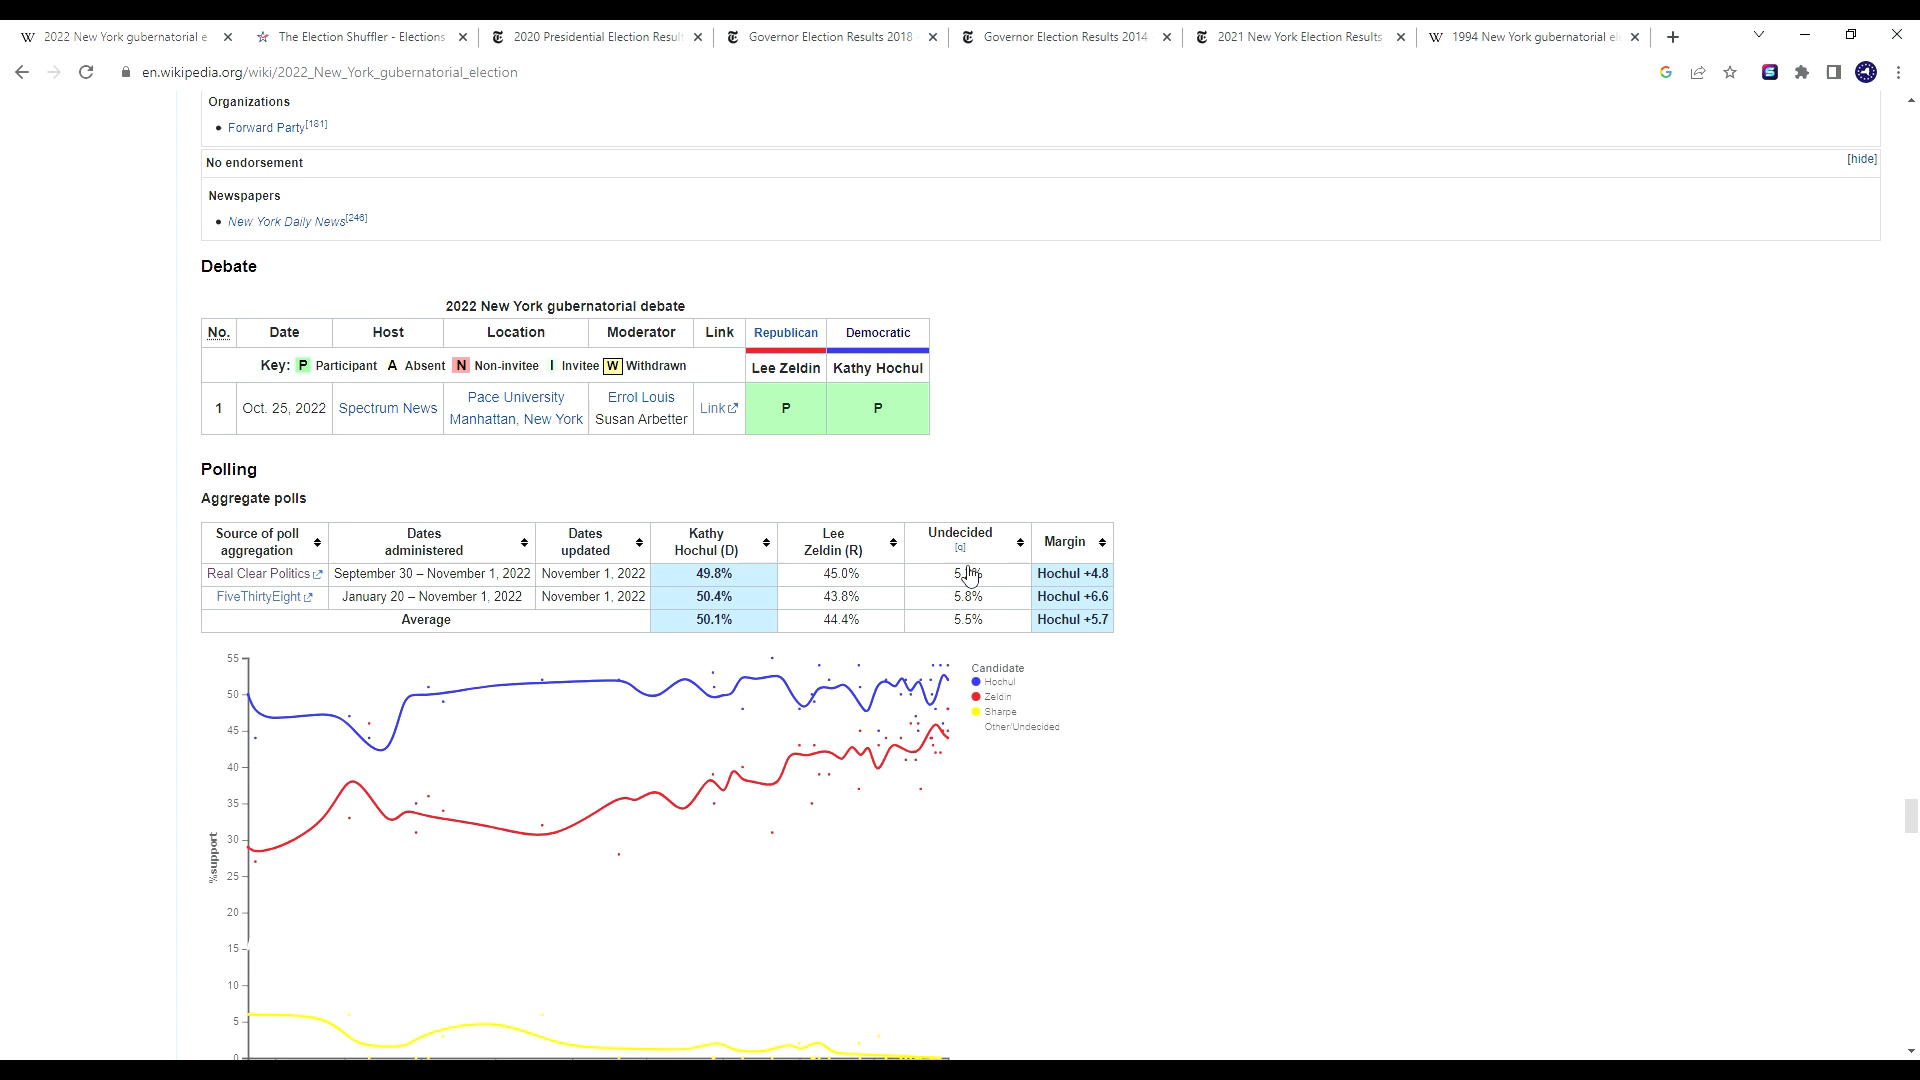 2022 New York gubernatorial e
The Election Shuffler - Elections
2020 Presidential Election Result
Governor Election Results 2018 -
Governor Election Results 2014
2021 New York Election Results
1994 New York gubernatorial el
en.wikipedia.org/wiki/2022_New_York_gubernatorial_election
Organizations
• Forward Party[181]
No endorsement [hide]
Newspapers
• New York Daily News[246]
Debate
2022 New York gubernatorial debate
No. Date Host Location Moderator Link Republican Democratic
Key: P Participant A Absent N Non-invitee I Invitee W Withdrawn
Lee Zeldin Kathy Hochul
1 Oct. 25, 2022 Spectrum News Pace University Errol Louis Link P P
Manhattan, New York Susan Arbetter
Polling
Aggregate polls
Source of poll Dates Dates Kathy Lee Undecided Margin
aggregation administered updated Hochul (D) Zeldin (R) [q]
Real Clear Politics September 30 – November 1, 2022 November 1, 2022 49.8% 45.0% Hochul +4.8
FiveThirtyEight January 20 – November 1, 2022 November 1, 2022 50.4% 43.8% 5.8% Hochul +6.6
Average 50.1% 44.4% 5.5% Hochul +5.7
55
50
45
40
35
30
25
20
15
10
5
0
%support
Candidate
Hochul
Zeldin
Sharpe
Other/Undecided